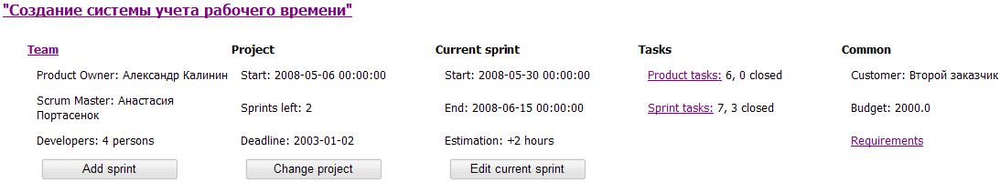 "Создание системы учета рабочего времени"
Team Project Current sprint Tasks Common
Product Owner: Александр Калинин Start: 2008-05-06 00:00:00 Start: 2008-05-30 00:00:00 Product tasks: 6, 0 closed Customer: Второй заказчик
Scrum Master: Анастасия
Портасенок
Sprints left: 2 End: 2008-06-15 00:00:00 Sprint tasks: 7, 3 closed Budget: 2000.0
Developers: 4 persons Deadline: 2003-01-02 Estimation: +2 hours Requirements
Add sprint Change project Edit current sprint